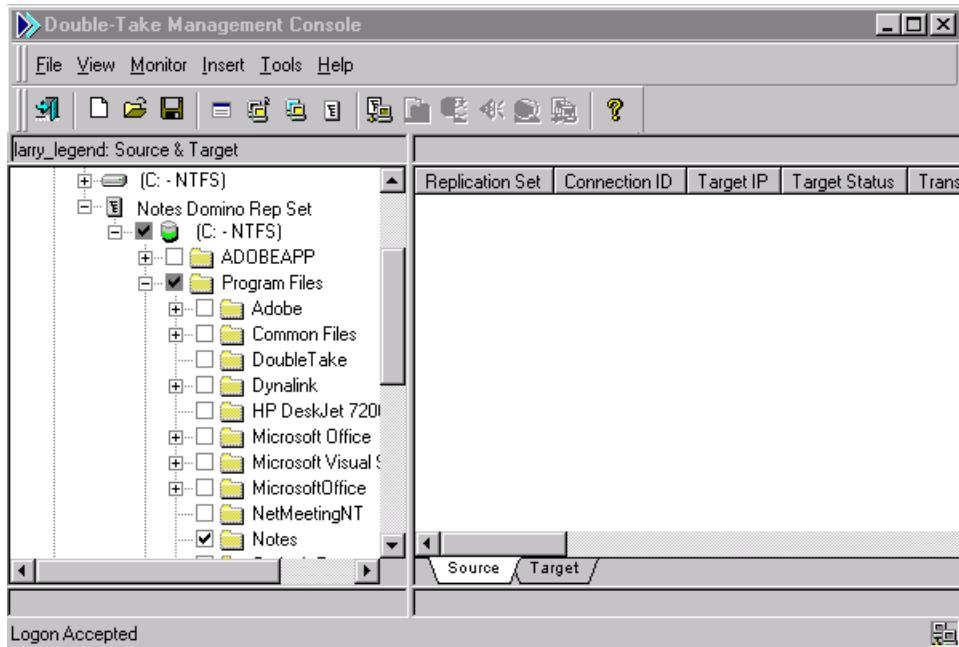 Double-Take Management Console
File View Monitor Insert Tools Help
larry_legend: Source & Target
Replication Set Connection ID Target IP Target Status Trans
(C: - NTFS)
Notes Domino Rep Set
(C: - NTFS)
ADOBEAPP
Program Files
Adobe
Common Files
DoubleTake
Dynalink
HP DeskJet 720
Microsoft Office
Microsoft Visual S
MicrosoftOffice
NetMeetingNT
Notes
Source Target
Logon Accepted